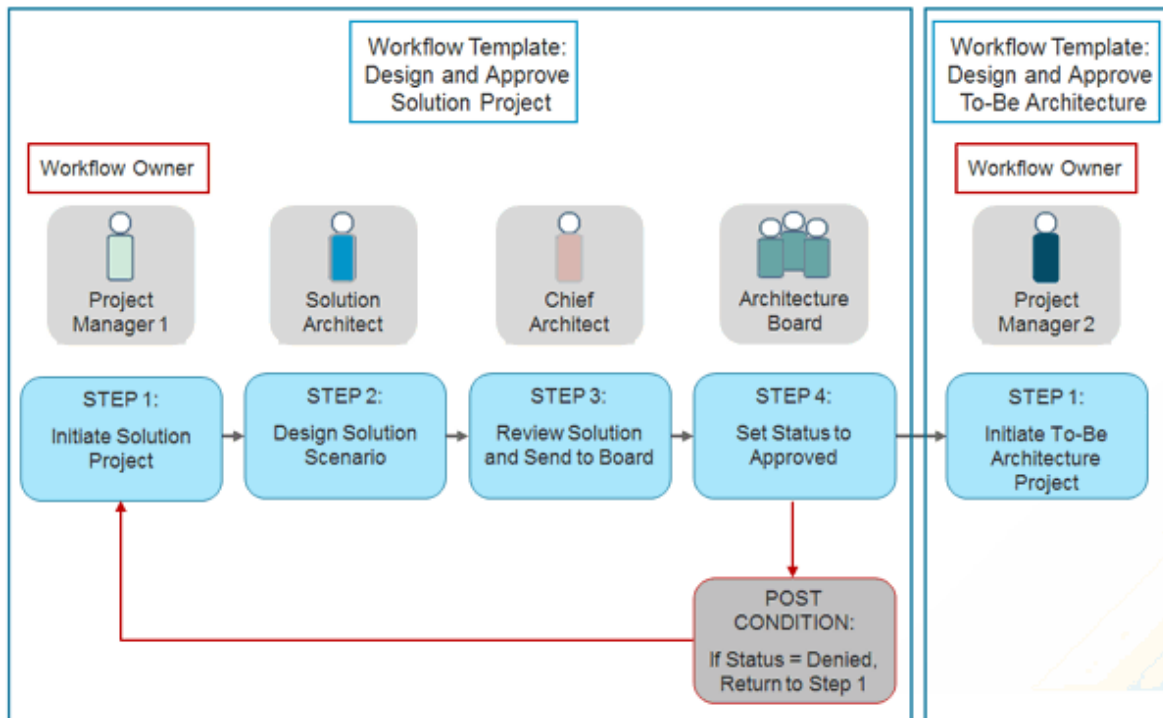 Workflow Template:
Design and Approve
Solution Project
Workflow Template:
Design and Approve
To-Be Architecture
Workflow Owner
Workflow Owner
Project
Manager 1
Solution
Architect
Chief
Architect
Architecture
Board
Project
Manager 2
STEP 1:
Initiate Solution
Project
STEP 2:
Design Solution
Scenario
STEP 3:
Review Solution
and Send to Board
STEP 4:
Set Status to
Approved
STEP 1:
Initiate To-Be
Architecture
Project
POST
CONDITION:
If Status = Denied,
Return to Step 1